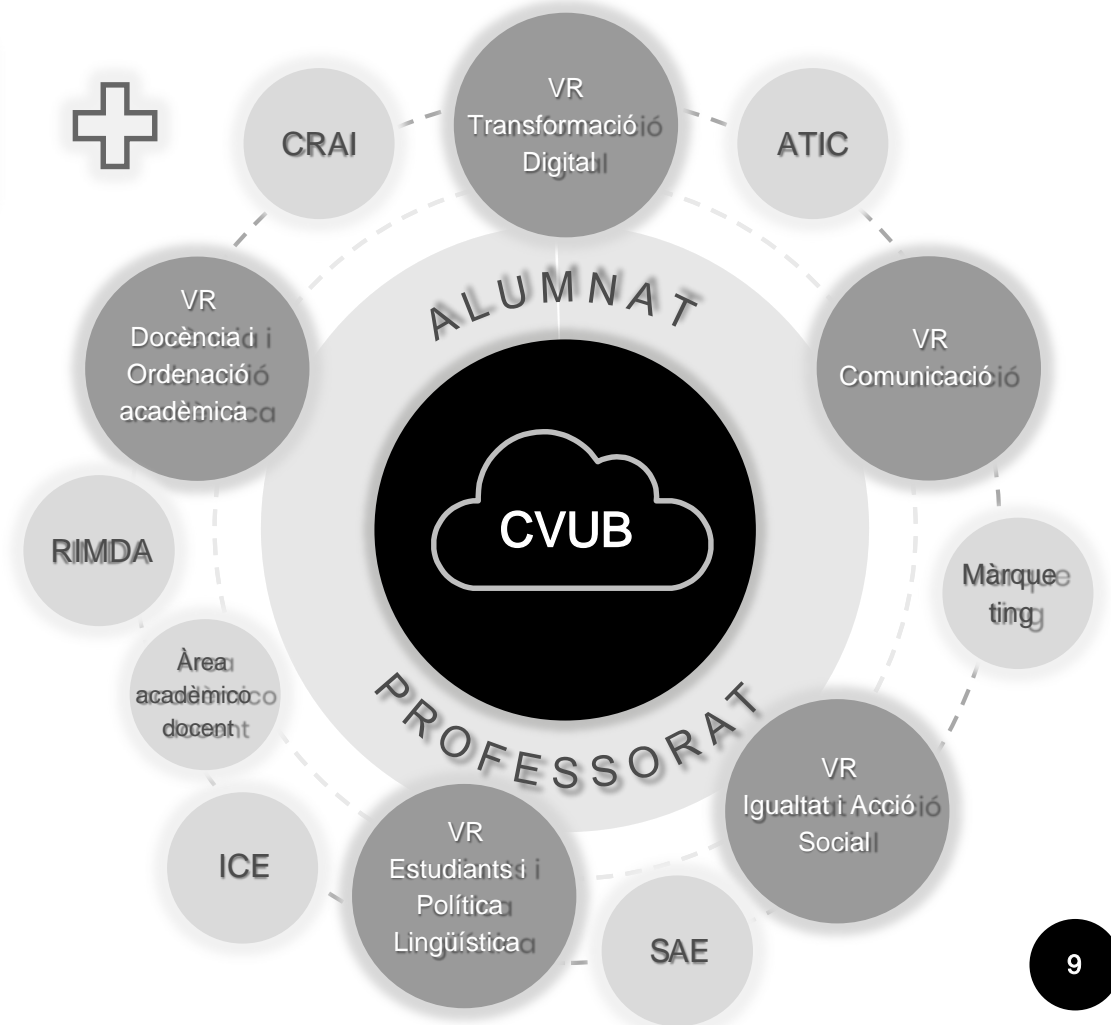 VR
Transformació
Digital
CRAI
ATIC
ALUMNAT
VR
Docència i
Ordenació
acadèmica
VR
Comunicació
CVUB
RIMDA
Màrque
ting
Àrea
acadèmico
docent
PROFESSORAT
VR
Igualtat i Acció
Social
ICE
VR
Estudiants i
Política
Lingüística
SAE
9